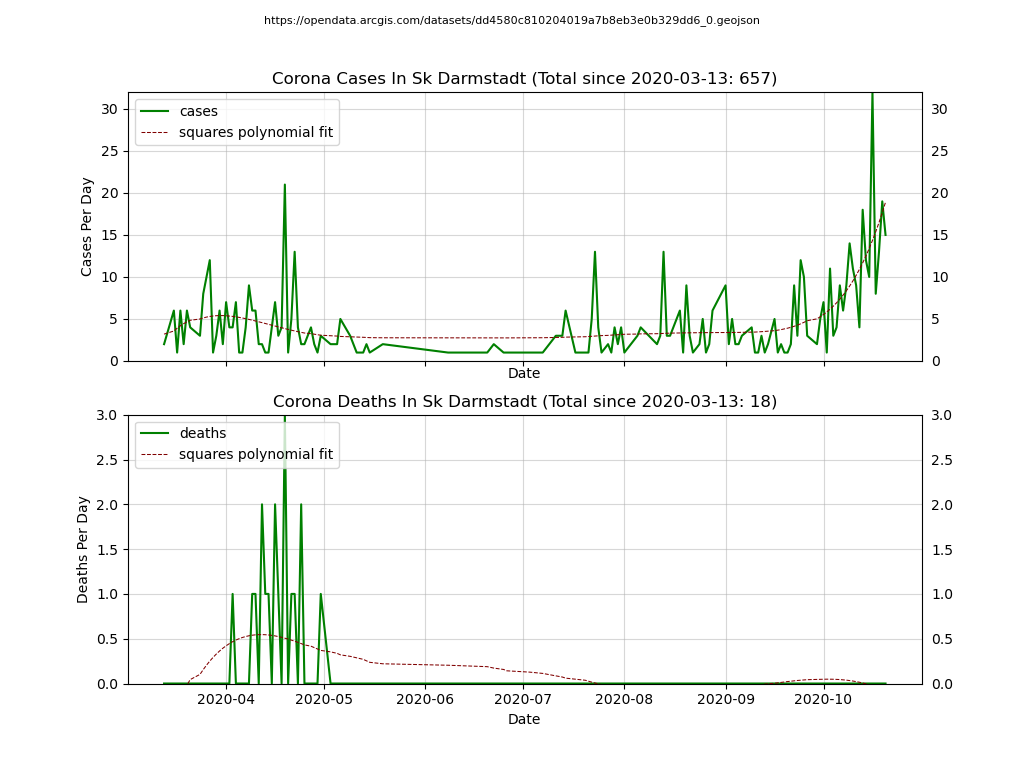 https://opendata.arcgis.com/datasets/dd4580c810204019a7b8eb3e0b329dd6_0.geojson
Corona Cases In Sk Darmstadt (Total since 2020-03-13: 657)
cases
squares polynomial fit
Cases Per Day
30 30
25 25
20 20
15 15
10 10
5 5
0 0
Date
Corona Deaths In Sk Darmstadt (Total since 2020-03-13: 18)
deaths
squares polynomial fit
Deaths Per Day
3.0 3.0
2.5 2.5
2.0 2.0
1.5 1.5
1.0 1.0
0.5 0.5
0.0 0.0
2020-04 2020-05 2020-06 2020-07 2020-08 2020-09 2020-10
Date